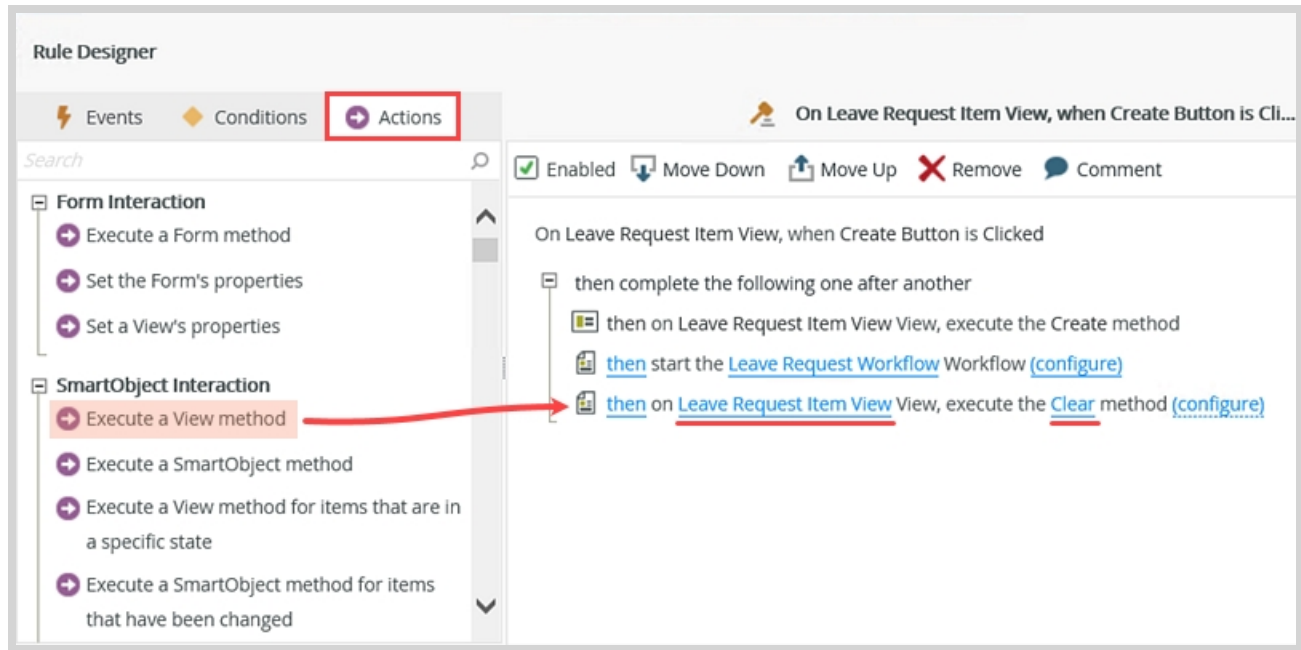 Rule Designer
Events Conditions Actions
On Leave Request Item View, when Create Button is Cli...
Search
Enabled Move Down Move Up Remove Comment
Form Interaction
Execute a Form method
Set the Form's properties
Set a View's properties
SmartObject Interaction
Execute a View method
Execute a SmartObject method
Execute a View method for items that are in
a specific state
Execute a SmartObject method for items
that have been changed
On Leave Request Item View, when Create Button is Clicked
then complete the following one after another
then on Leave Request Item View View, execute the Create method
then start the Leave Request Workflow Workflow (configure)
then on Leave Request Item View View, execute the Clear method (configure)